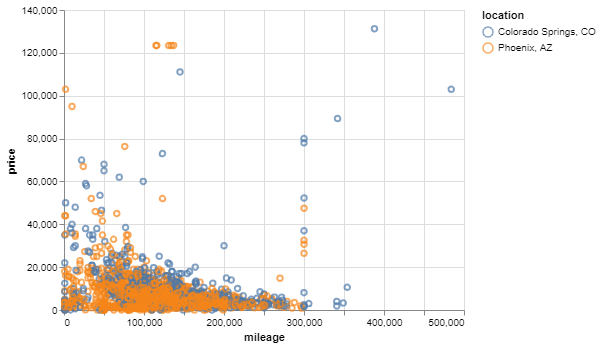 140,000
120,000
100,000
80,000
60,000
40,000
20,000
0
price
0 100,000 200,000 300,000 400,000 500,000
mileage
location
Colorado Springs, CO
Phoenix, AZ